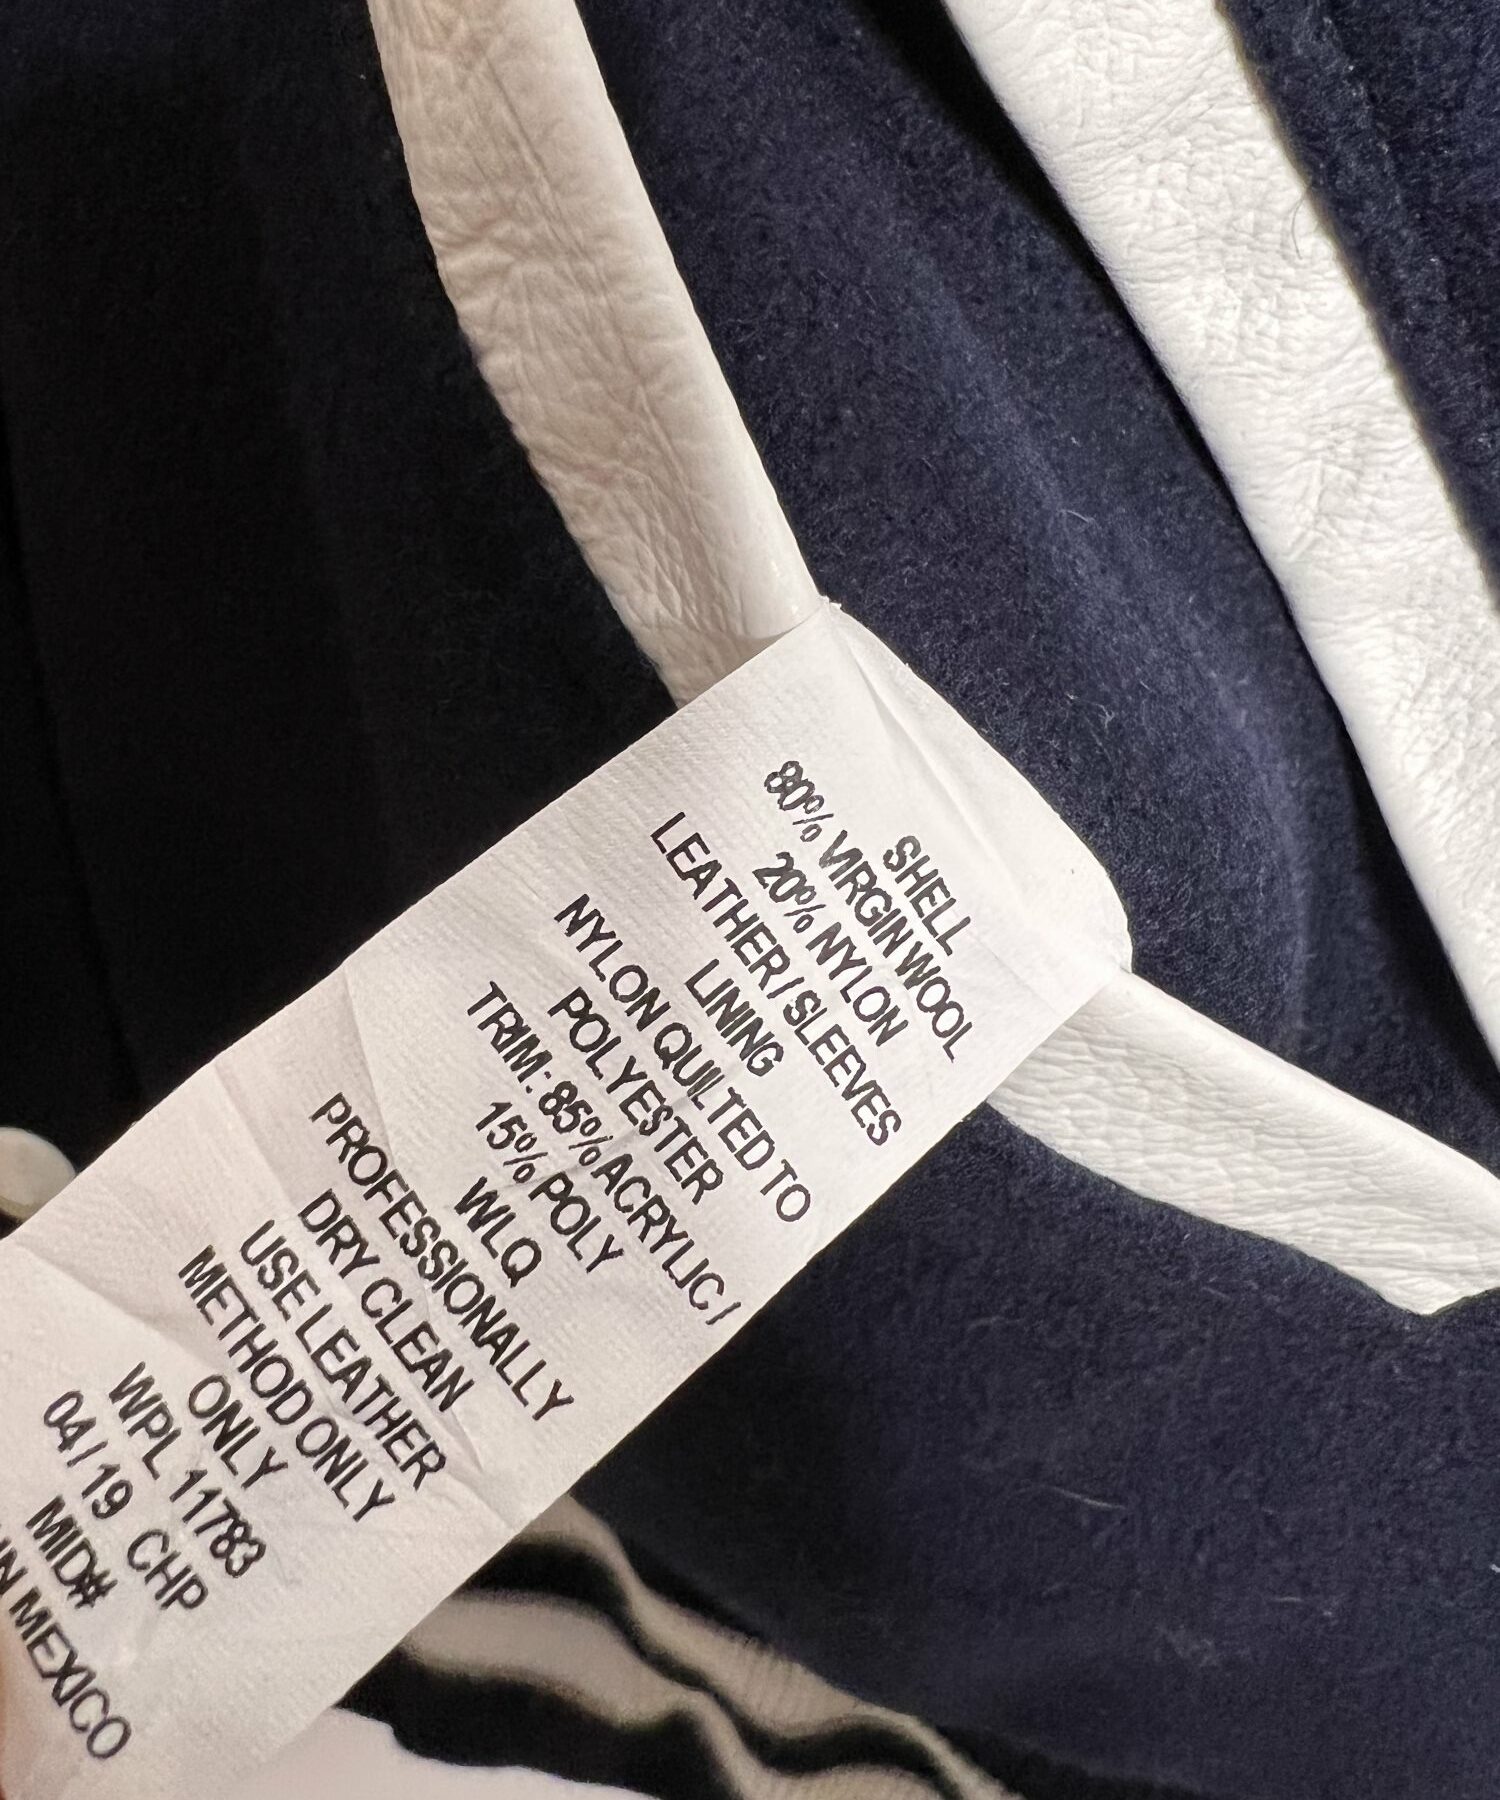 SHELL
80% VIRGIN WOOL
20% NYLON
LEATHER / SLEEVES
LINING
NYLON QUILTED TO
POLYESTER
TRIM: 85% ACRYLIC /
15% POLY
WLQ
PROFESSIONALLY
DRY CLEAN
USE LEATHER
METHOD ONLY
ONLY
WPL 11783
04 / 19 CHP
MID#
IN MEXICO